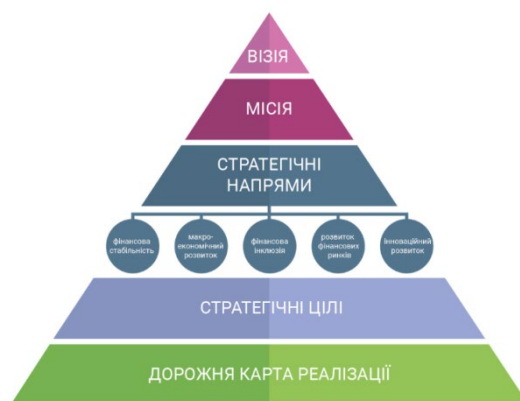 ВІЗІЯ
МІСІЯ
СТРАТЕГІЧНІ
НАПРЯМИ
фінансова
стабільність
макро-
економічний
розвиток
фінансова
інклюзія
розвиток
фінансових
ринків
інноваційний
розвиток
СТРАТЕГІЧНІ ЦІЛІ
ДОРОЖНЯ КАРТА РЕАЛІЗАЦІЇ